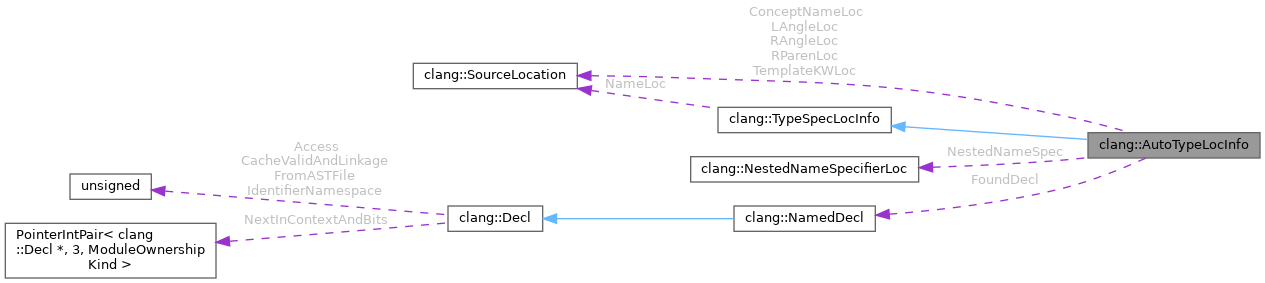 ConceptNameLoc
LAngleLoc
RAngleLoc
RParenLoc
TemplateKWLoc
clang::SourceLocation
NameLoc
clang::TypeSpecLocInfo
clang::AutoTypeLocInfo
NestedNameSpec
clang::NestedNameSpecifierLoc
FoundDecl
Access
CacheValidAndLinkage
FromASTFile
IdentifierNamespace
unsigned
NextInContextAndBits
clang::Decl
clang::NamedDecl
PointerIntPair< clang
::Decl *, 3, ModuleOwnership
Kind >